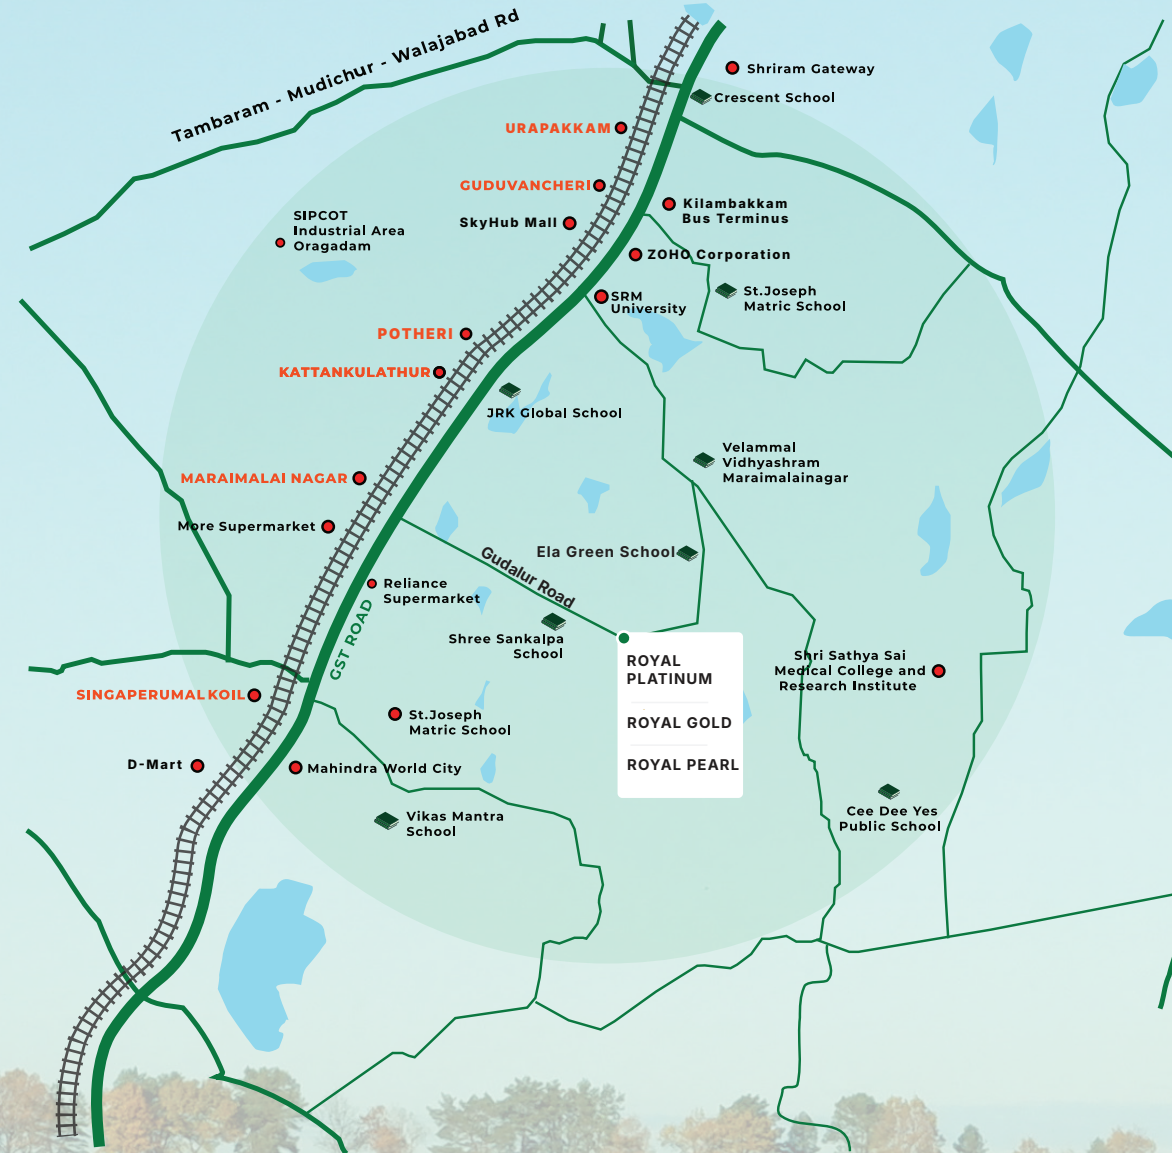 Tambaram - Mudichur - Walajabad Rd
Shriram Gateway
Crescent School
URAPAKKAM
GUDUVANCHERI
SkyHub Mall
Kilambakkam
Bus Terminus
SIPCOT
Industrial Area
Oragadam
ZOHO Corporation
SRM
University
St.Joseph
Matric School
POTHERI
KATTANKULATHUR
JRK Global School
Velammal
Vidhyashram
Maraimalainagar
MARAIMALAI NAGAR
More Supermarket
Ela Green School
Gudalur Road
Reliance
Supermarket
GST ROAD
Shree Sankalpa
School
ROYAL
PLATINUM
ROYAL GOLD
ROYAL PEARL
Shri Sathya Sai
Medical College and
Research Institute
SINGAPERUMALKOIL
St.Joseph
Matric School
D-Mart
Mahindra World City
Vikas Mantra
School
Cee Dee Yes
Public School